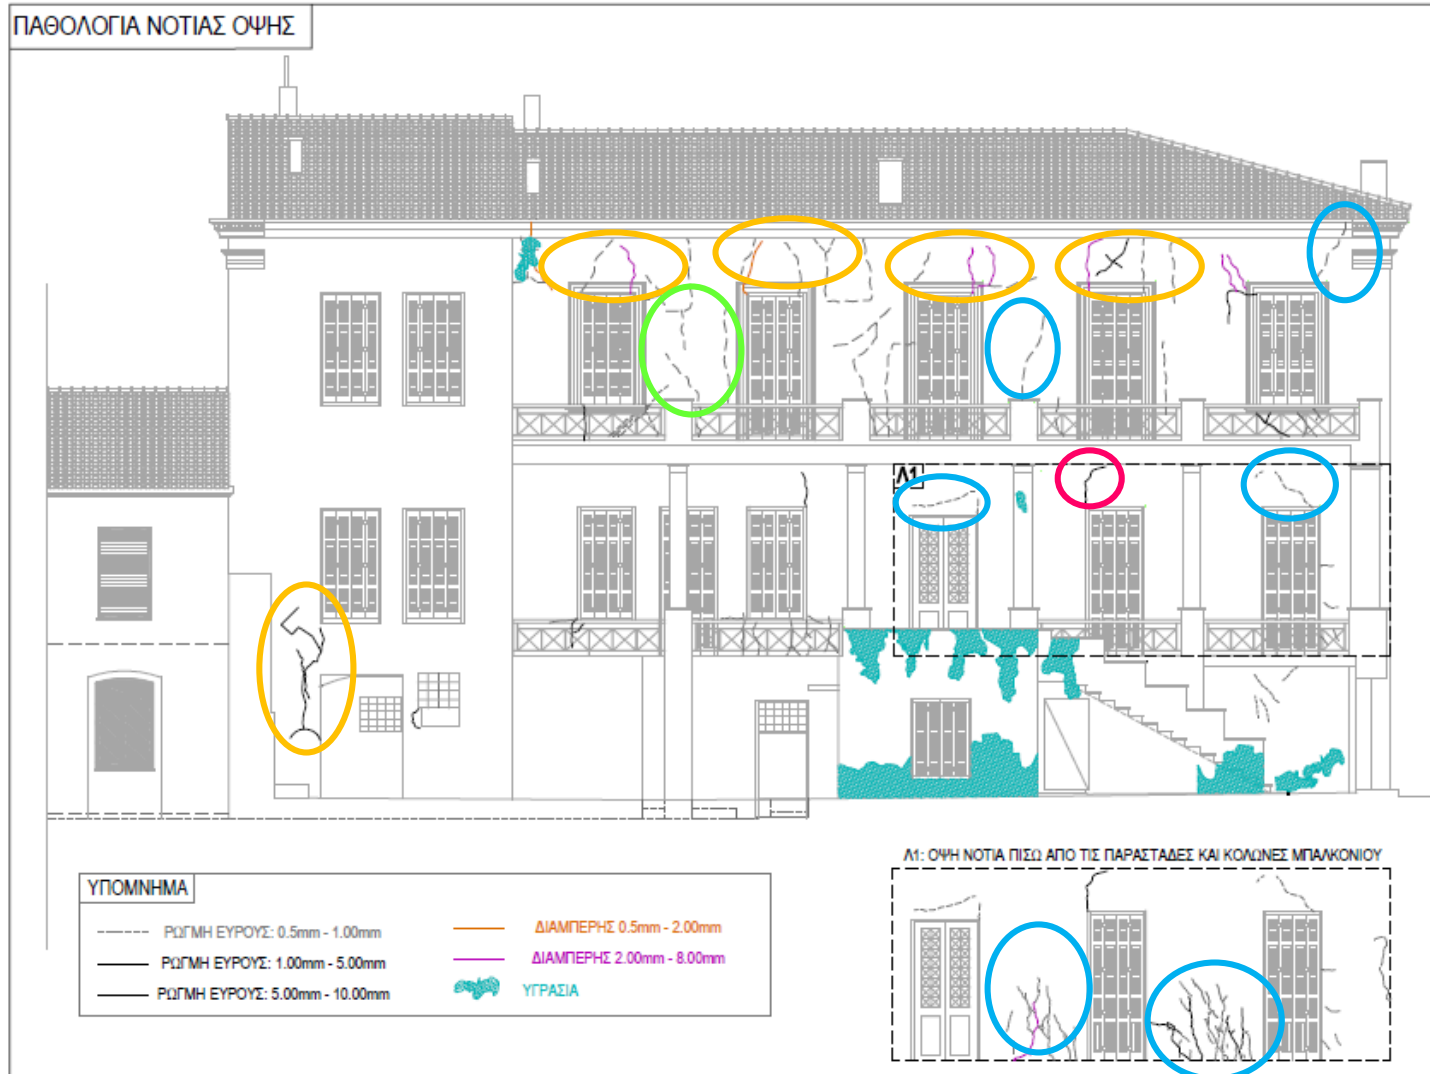 ΠΑΘΟΛΟΓΙΑ ΝΟΤΙΑΣ ΟΨΗΣ
Λ1
Λ1: ΟΨΗ ΝΟΤΙΑ ΠΙΣΩ ΑΠΟ ΤΙΣ ΠΑΡΑΣΤΑΔΕΣ ΚΑΙ ΚΟΛΩΝΕΣ ΜΠΑΛΚΟΝΙΟΥ
ΥΠΟΜΝΗΜΑ
ΡΩΓΜΗ ΕΥΡΟΥΣ: 0.5mm - 1.00mm
ΡΩΓΜΗ ΕΥΡΟΥΣ: 1.00mm - 5.00mm
ΡΩΓΜΗ ΕΥΡΟΥΣ: 5.00mm - 10.00mm
ΔΙΑΜΠΕΡΗΣ 0.5mm - 2.00mm
ΔΙΑΜΠΕΡΗΣ 2.00mm - 8.00mm
ΥΓΡΑΣΙΑ